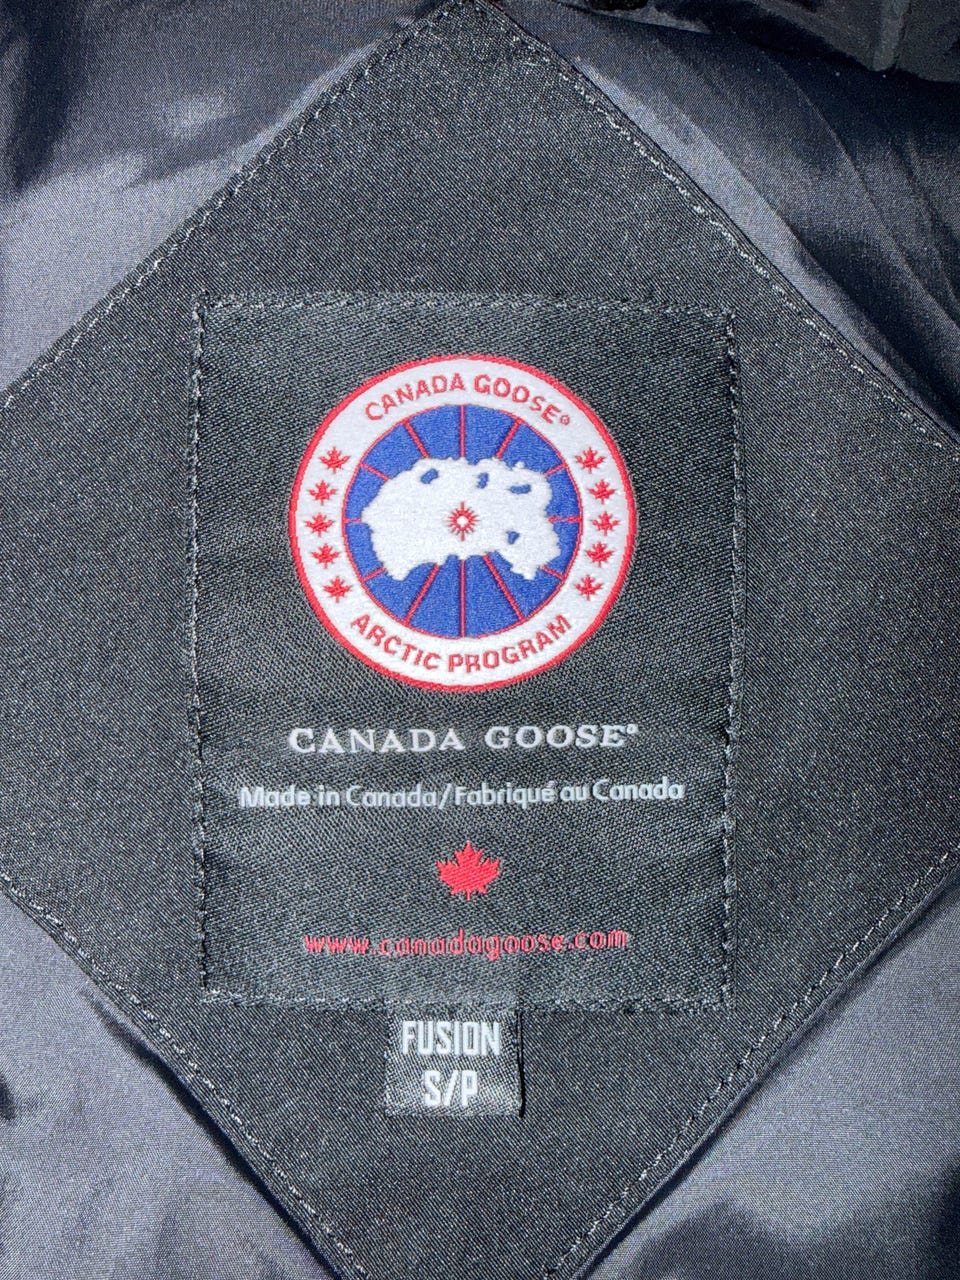 CANADA GOOSE®
ARCTIC PROGRAM
CANADA GOOSE®
Made in Canada/Fabriqué au Canada
www.canadagoose.com
FUSION
S/P